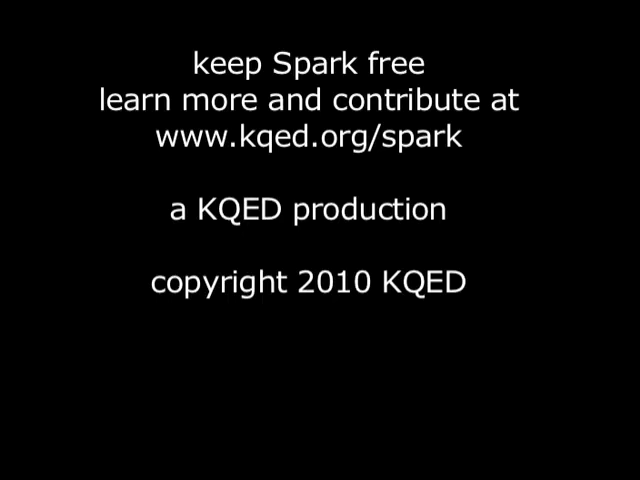 keep Spark free
learn more and contribute at
www.kqed.org/spark
a KQED production
copyright 2010 KQED